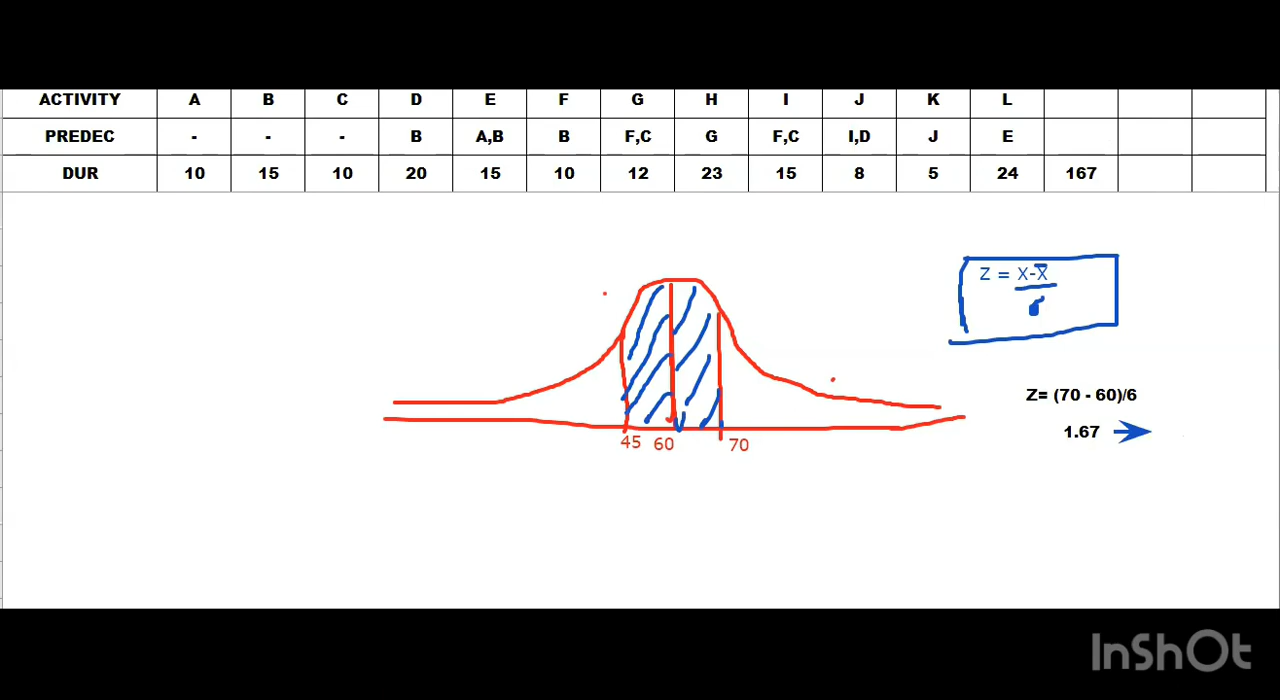 ACTIVITY A B C D E F G H I J K L
PREDEC - - - B A,B B F,C G F,C I,D J E
DUR 10 15 10 20 15 10 12 23 15 8 5 24 167
Z = X-X̅
Z= (70 - 60)/6
1.67
45 60 70
InShOt